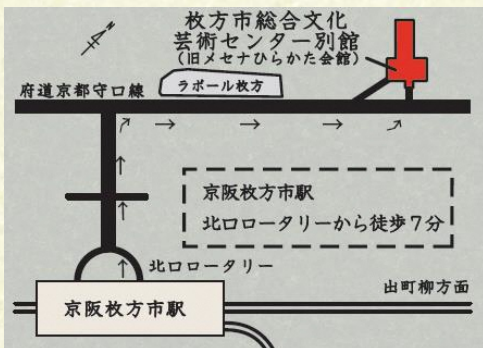 枚方市総合文化
芸術センター別館
(旧メセナひらかた会館)
ラポール枚方
府道京都守口線
京阪枚方市駅
北口ロータリーから徒歩7分
北口ロータリー
出町柳方面
京阪枚方市駅